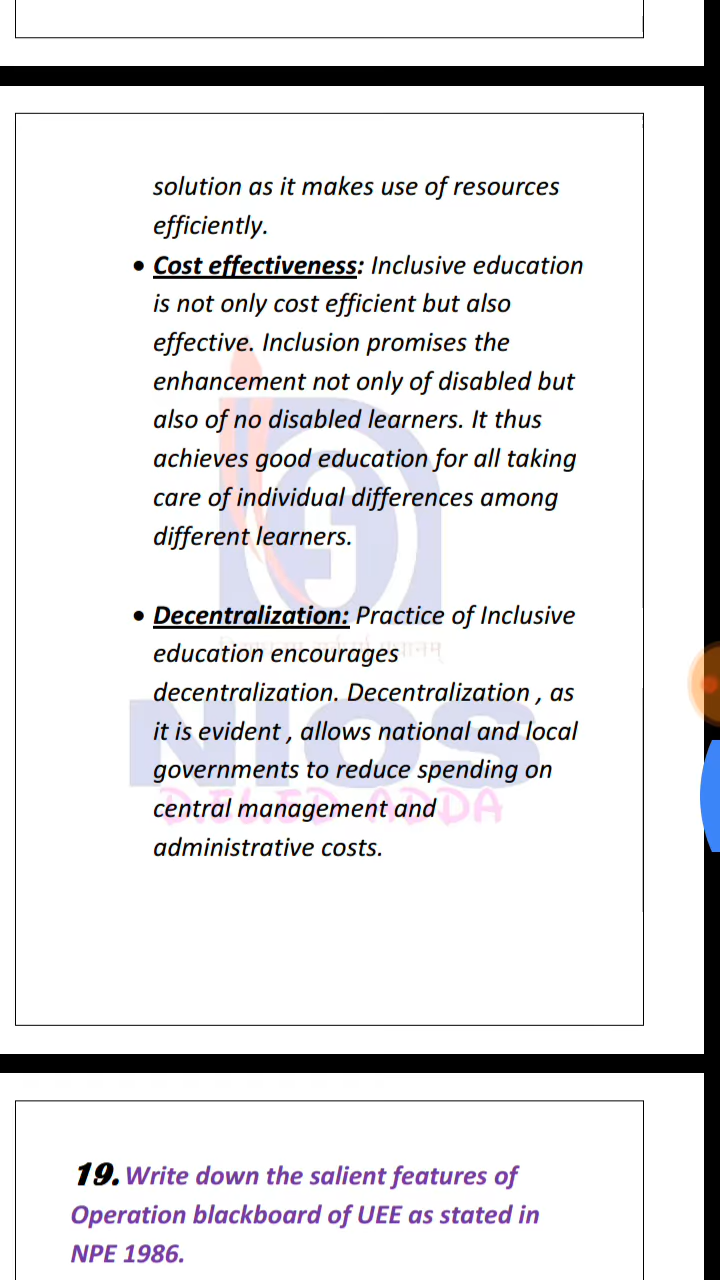 solution as it makes use of resources
efficiently.
• Cost effectiveness: Inclusive education
is not only cost efficient but also
effective. Inclusion promises the
enhancement not only of disabled but
also of no disabled learners. It thus
achieves good education for all taking
care of individual differences among
different learners.
• Decentralization: Practice of Inclusive
education encourages
decentralization. Decentralization , as
it is evident , allows national and local
governments to reduce spending on
central management and
administrative costs.
NIOS
D.EL.ED ADDA
19. Write down the salient features of
Operation blackboard of UEE as stated in
NPE 1986.